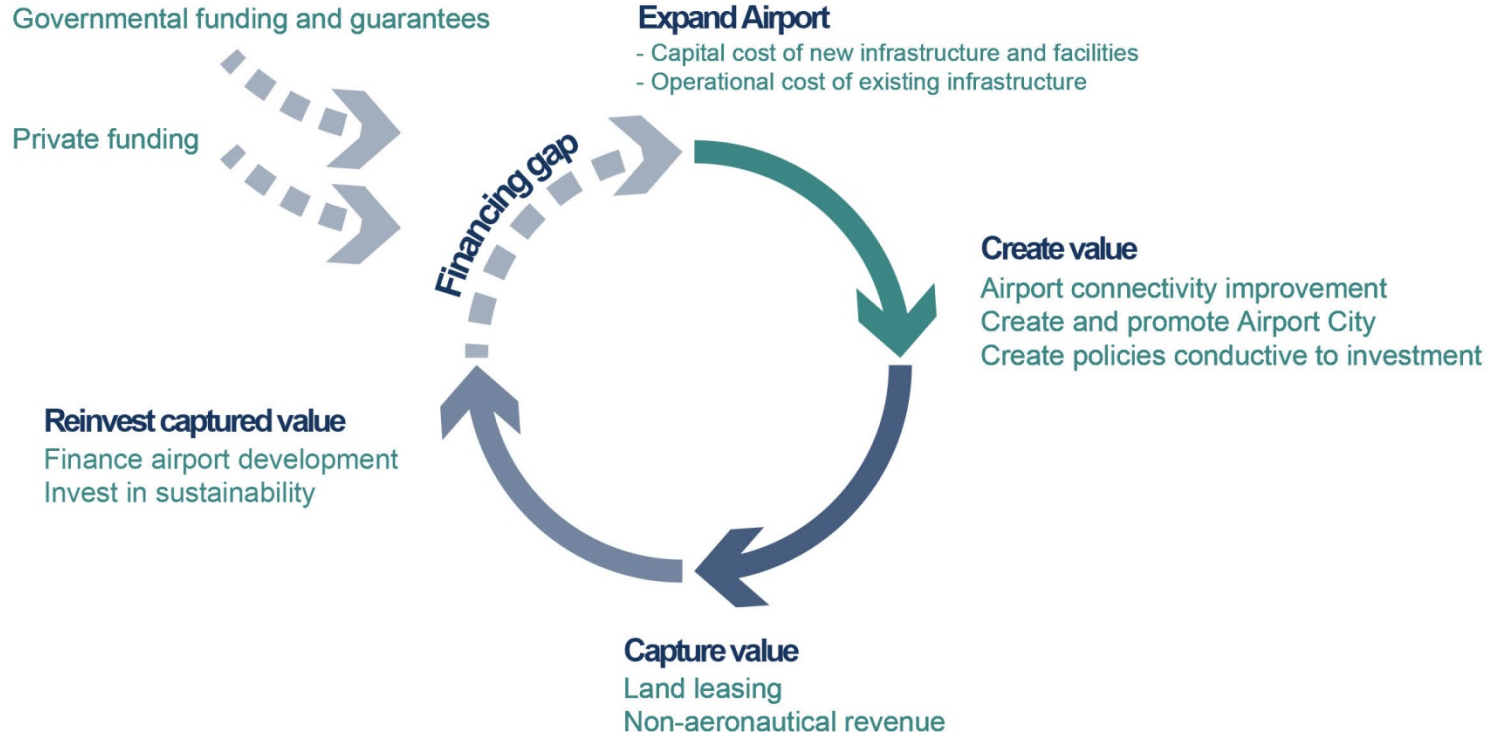 Governmental funding and guarantees
Private funding
Financing gap
Expand Airport
- Capital cost of new infrastructure and facilities
- Operational cost of existing infrastructure
Create value
Airport connectivity improvement
Create and promote Airport City
Create policies conductive to investment
Capture value
Land leasing
Non-aeronautical revenue
Reinvest captured value
Finance airport development
Invest in sustainability